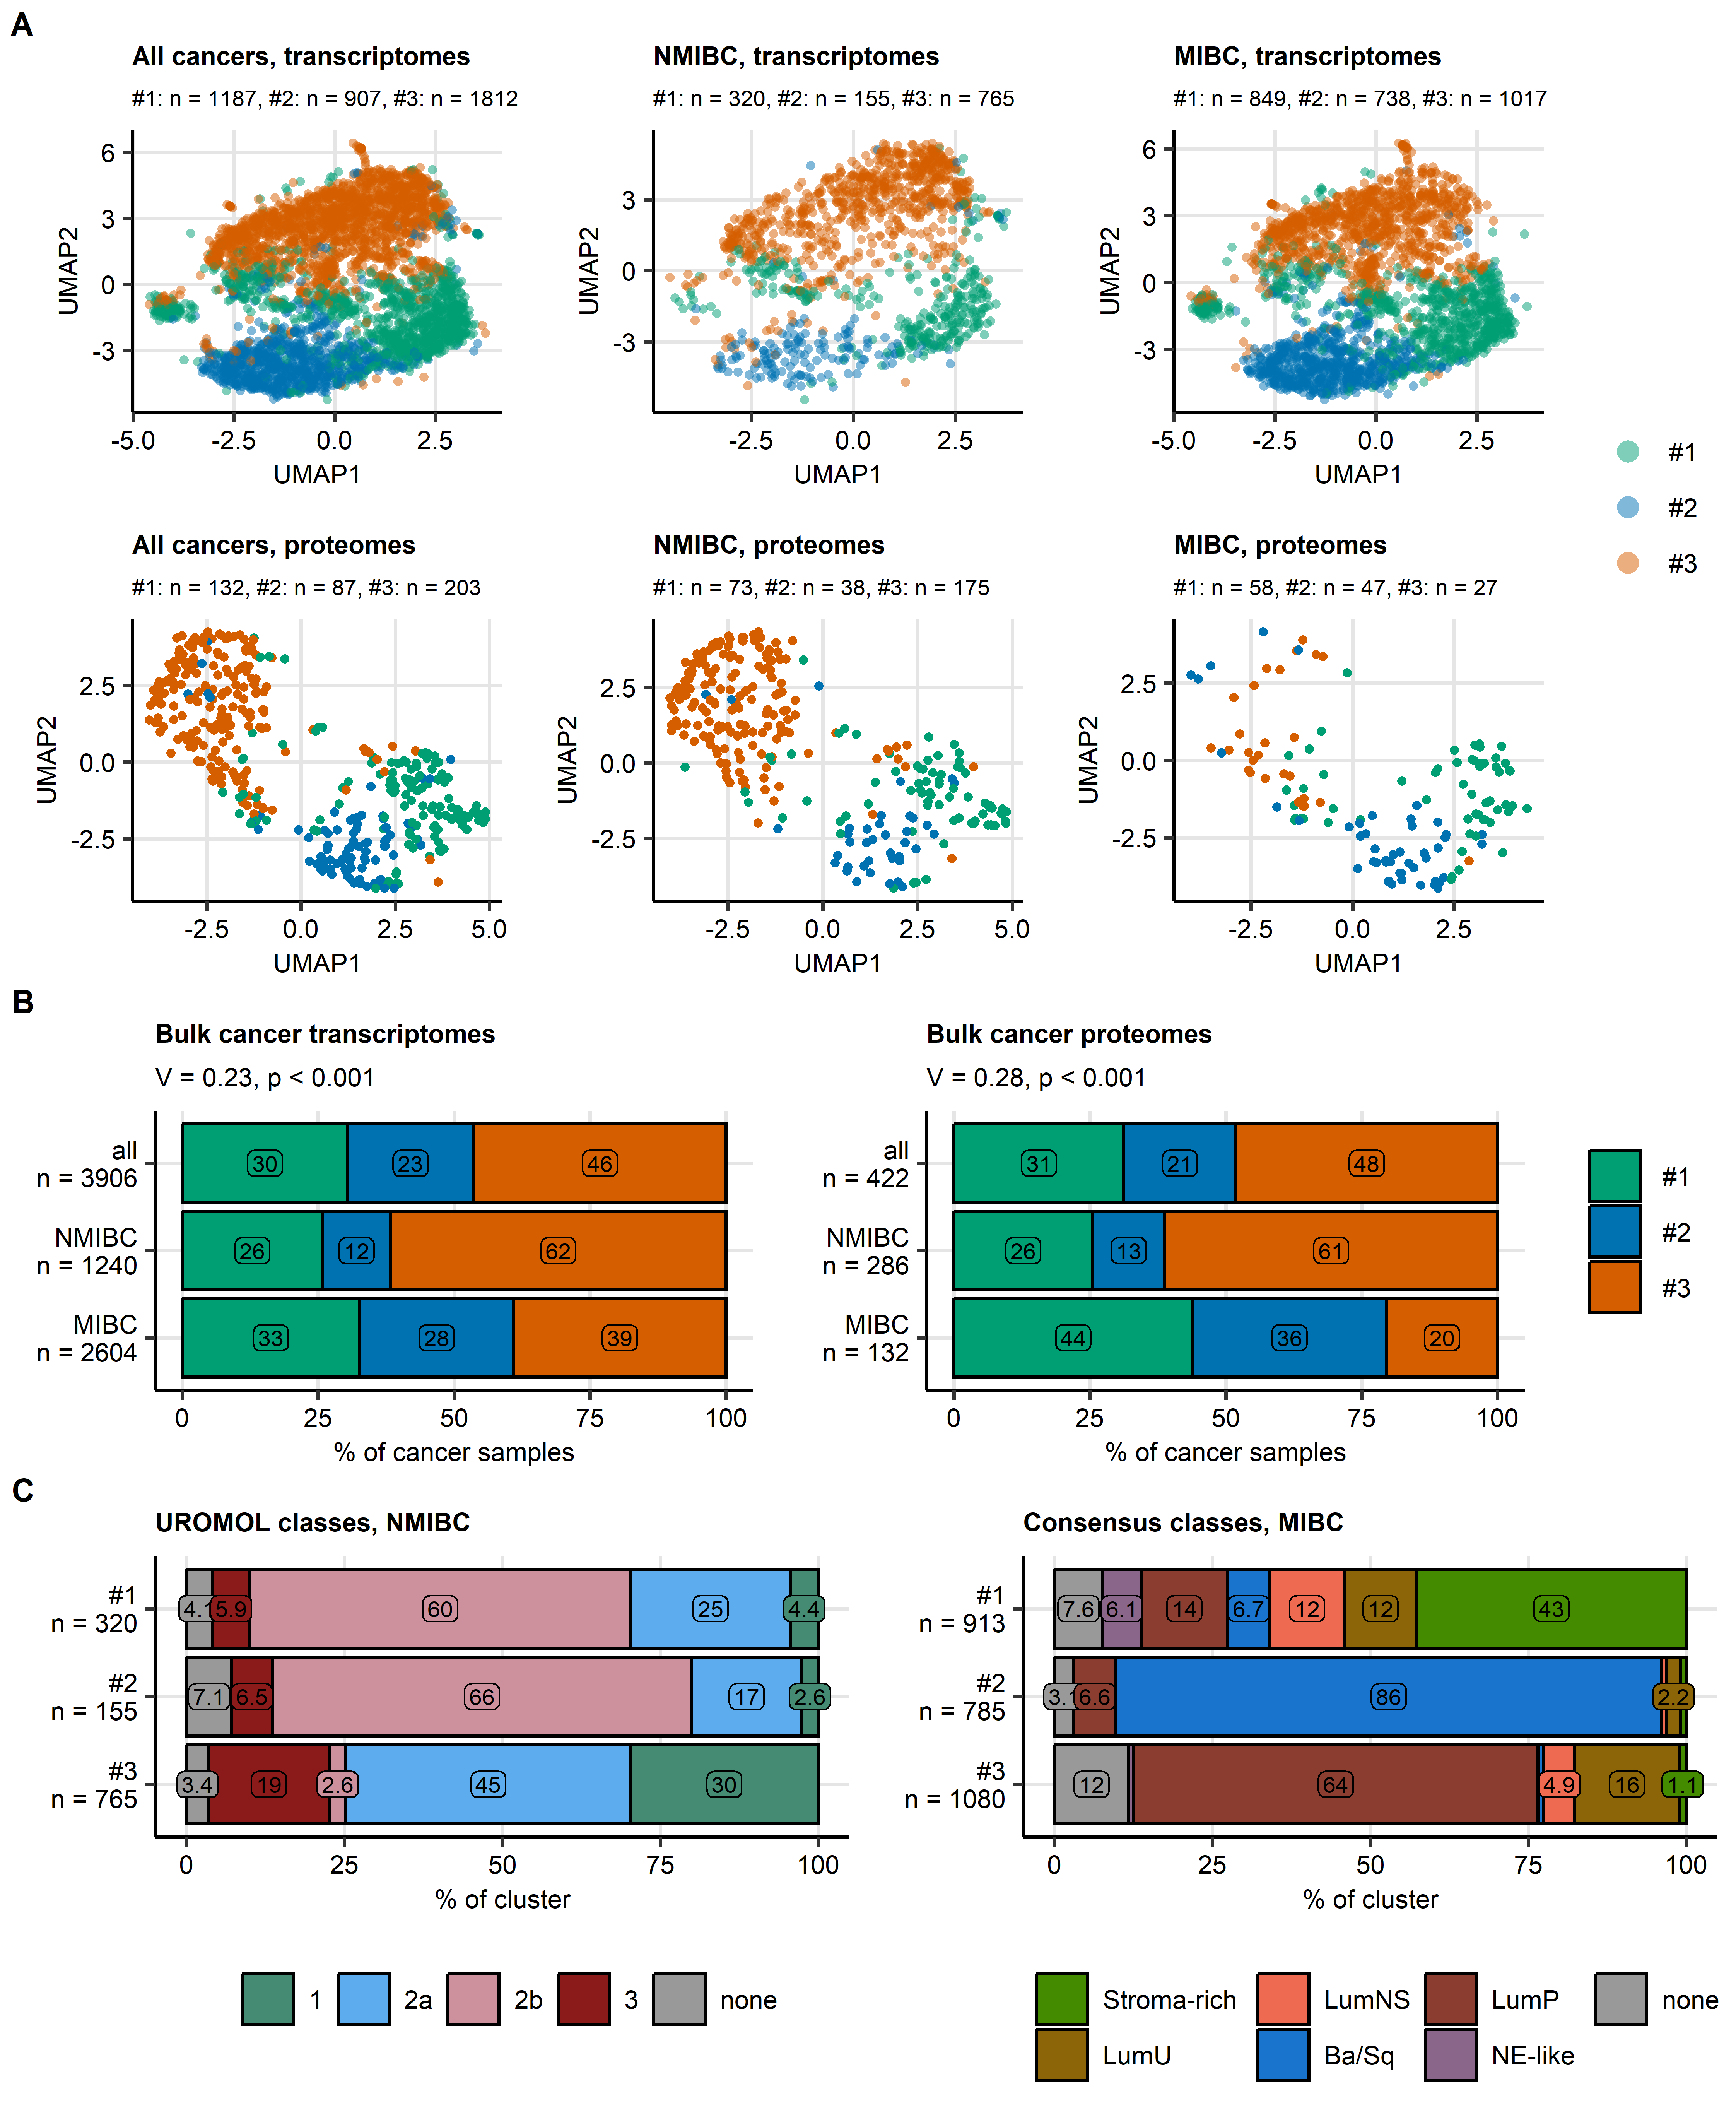 A
All cancers, transcriptomes
#1: n = 1187, #2: n = 907, #3: n = 1812
UMAP2
6
3
0
-3
-5.0 -2.5 0.0 2.5
UMAP1
NMIBC, transcriptomes
#1: n = 320, #2: n = 155, #3: n = 765
UMAP2
3
0
-3
-2.5 0.0 2.5
UMAP1
MIBC, transcriptomes
#1: n = 849, #2: n = 738, #3: n = 1017
UMAP2
6
3
0
-3
-5.0 -2.5 0.0 2.5
UMAP1
#1
#2
#3
All cancers, proteomes
#1: n = 132, #2: n = 87, #3: n = 203
UMAP2
2.5
0.0
-2.5
-2.5 0.0 2.5 5.0
UMAP1
NMIBC, proteomes
#1: n = 73, #2: n = 38, #3: n = 175
UMAP2
2.5
0.0
-2.5
-2.5 0.0 2.5 5.0
UMAP1
MIBC, proteomes
#1: n = 58, #2: n = 47, #3: n = 27
UMAP2
2.5
0.0
-2.5
-2.5 0.0 2.5
UMAP1
B
Bulk cancer transcriptomes
V = 0.23, p < 0.001
all
n = 3906
30 23 46
NMIBC
n = 1240
26 12 62
MIBC
n = 2604
33 28 39
0 25 50 75 100
% of cancer samples
Bulk cancer proteomes
V = 0.28, p < 0.001
all
n = 422
31 21 48
NMIBC
n = 286
26 13 61
MIBC
n = 132
44 36 20
0 25 50 75 100
% of cancer samples
#1
#2
#3
C
UROMOL classes, NMIBC
#1
n = 320
4.1 5.9 60 25 4.4
#2
n = 155
7.1 6.5 66 17 2.6
#3
n = 765
3.4 19 2.6 45 30
0 25 50 75 100
% of cluster
1 2a 2b 3 none
Consensus classes, MIBC
#1
n = 913
7.6 6.1 14 6.7 12 12 43
#2
n = 785
3. 6.6 86 2.2
#3
n = 1080
12 64 4.9 16 1.1
0 25 50 75 100
% of cluster
Stroma-rich LumNS LumP none
LumU Ba/Sq NE-like